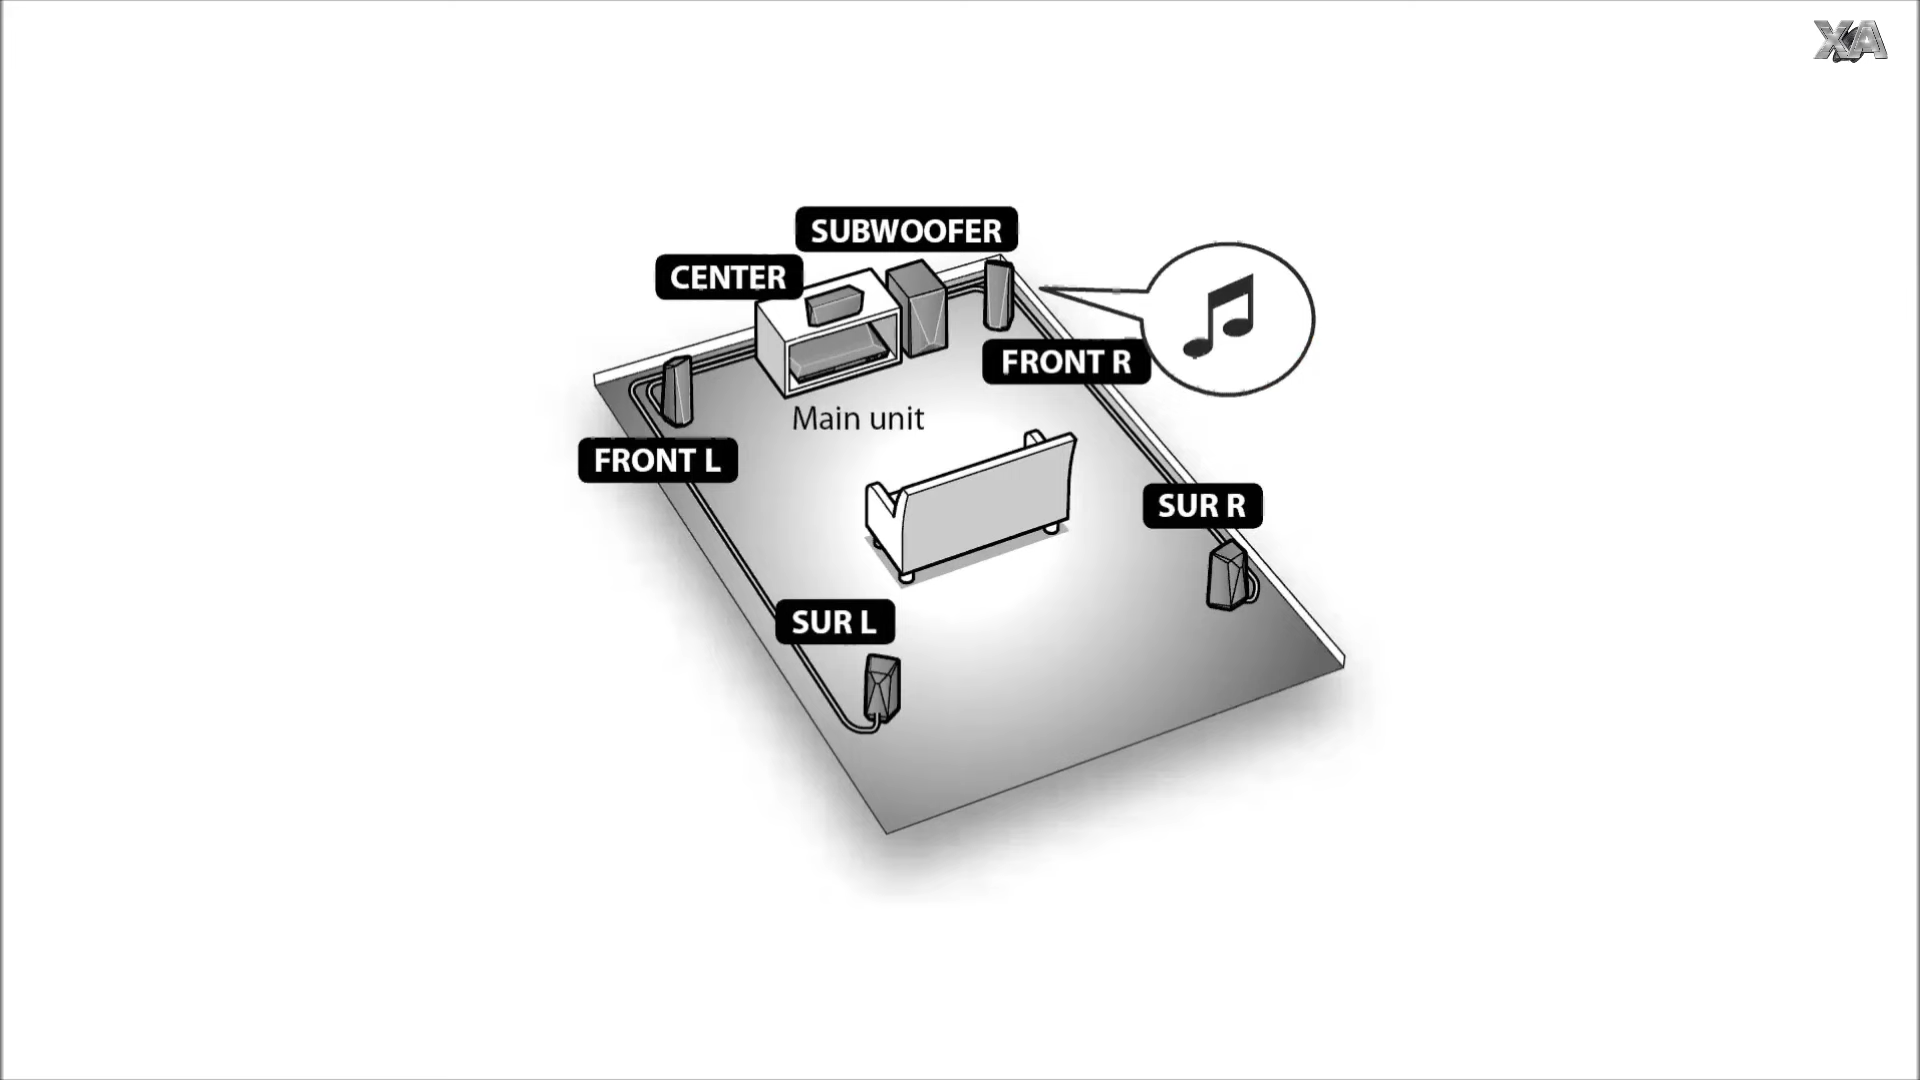 XA
SUBWOOFER
CENTER
FRONT R
Main unit
FRONT L
SUR R
SUR L